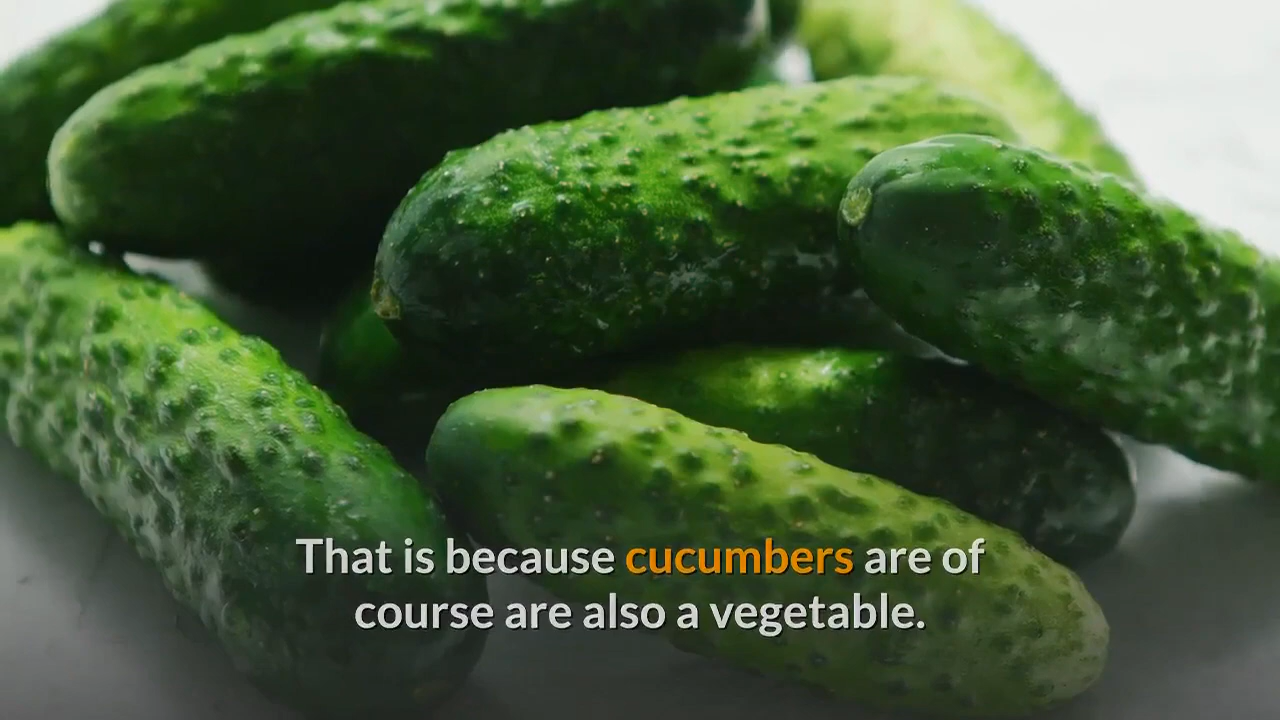 That is because cucumbers are of
course are also a vegetable.